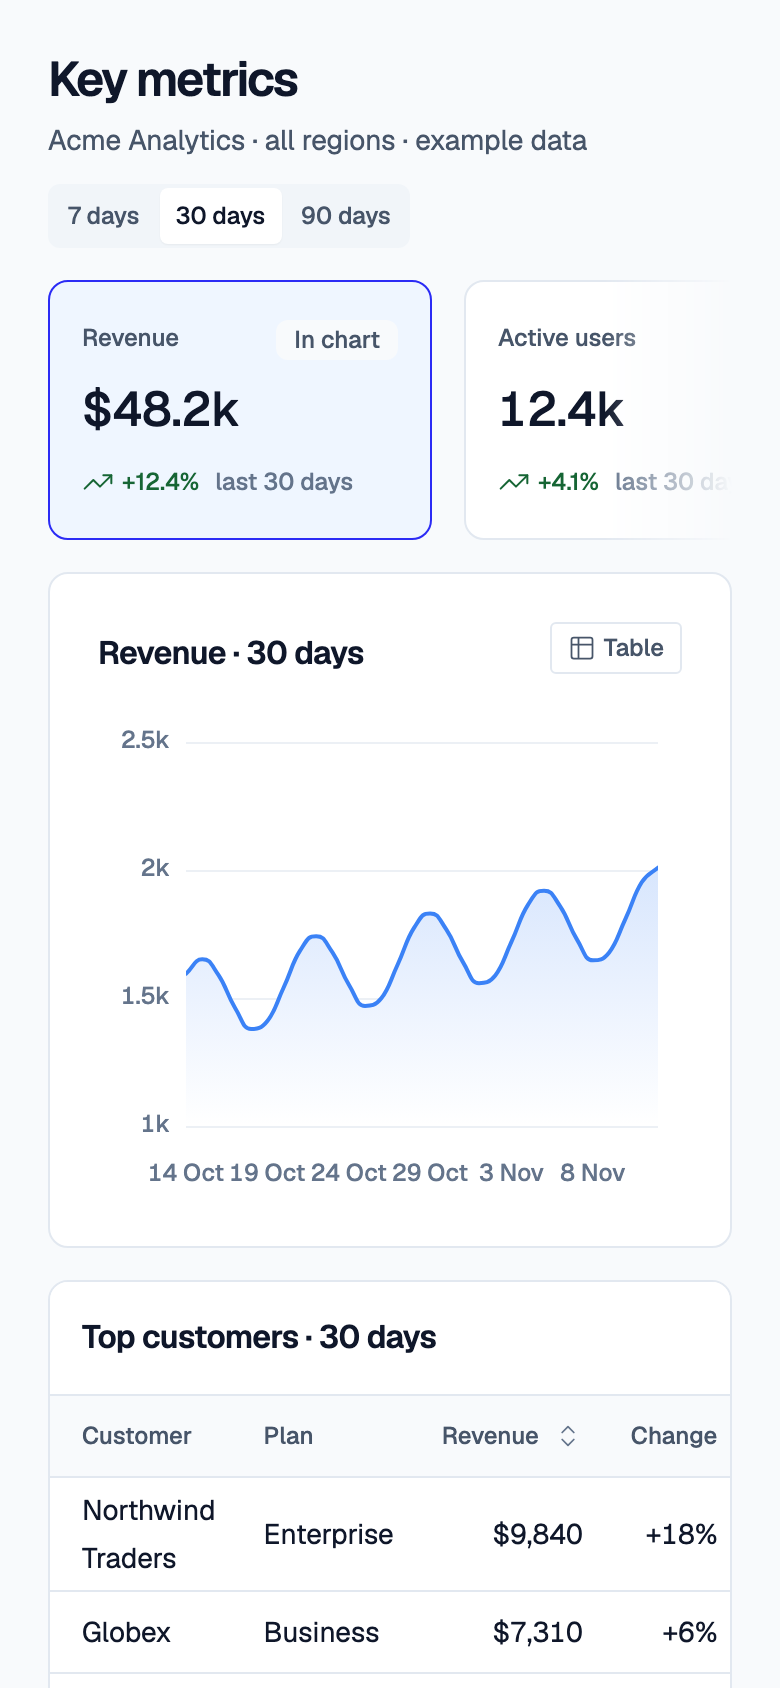 Key metrics
Acme Analytics · all regions · example data
7 days 30 days 90 days
Revenue In chart
$48.2k
+12.4% last 30 days
Active users
12.4k
+4.1% last 30 da
Revenue · 30 days Table
2.5k
2k
1.5k
1k
14 Oct 19 Oct 24 Oct 29 Oct 3 Nov 8 Nov
Top customers · 30 days
Customer Plan Revenue Change
Northwind
Traders Enterprise $9,840 +18%
Globex Business $7,310 +6%